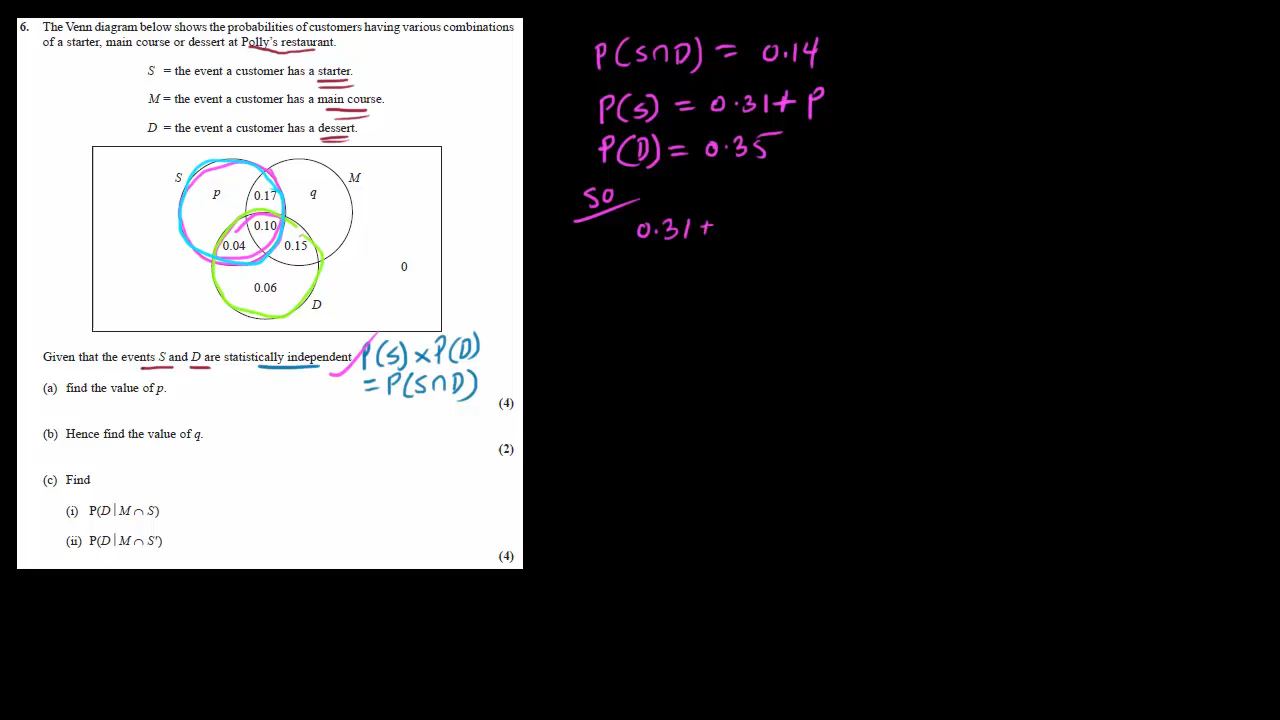 6. The Venn diagram below shows the probabilities of customers having various combinations
of a starter, main course or dessert at Polly's restaurant.
S = the event a customer has a starter.
M = the event a customer has a main course.
D = the event a customer has a dessert.
S M
p 0.17 q
0.10
0.04 0.15
0
0.06
D
Given that the events S and D are statistically independent
(a) find the value of p.
(4)
(b) Hence find the value of q.
(2)
(c) Find
(i) P(D | M ∩ S)
(ii) P(D | M ∩ S′)
(4)
P(S) × P(D)
= P(S∩D)
P(S∩D) = 0.14
P(S) = 0.31 + P
P(D) = 0.35
SO
0.31 +